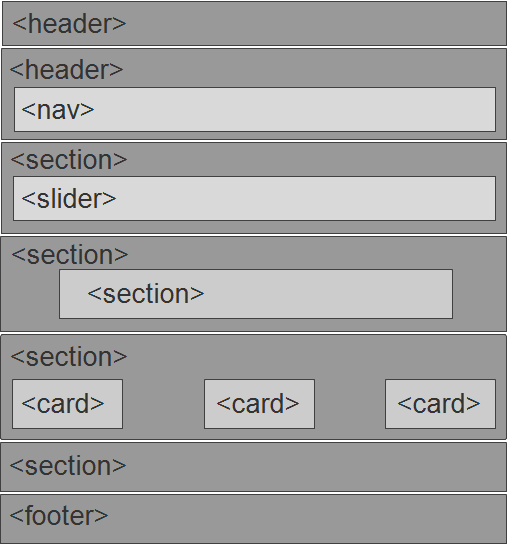 <header>
<header>
<nav>
<section>
<slider>
<section>
<section>
<section>
<card> <card> <card>
<section>
<footer>